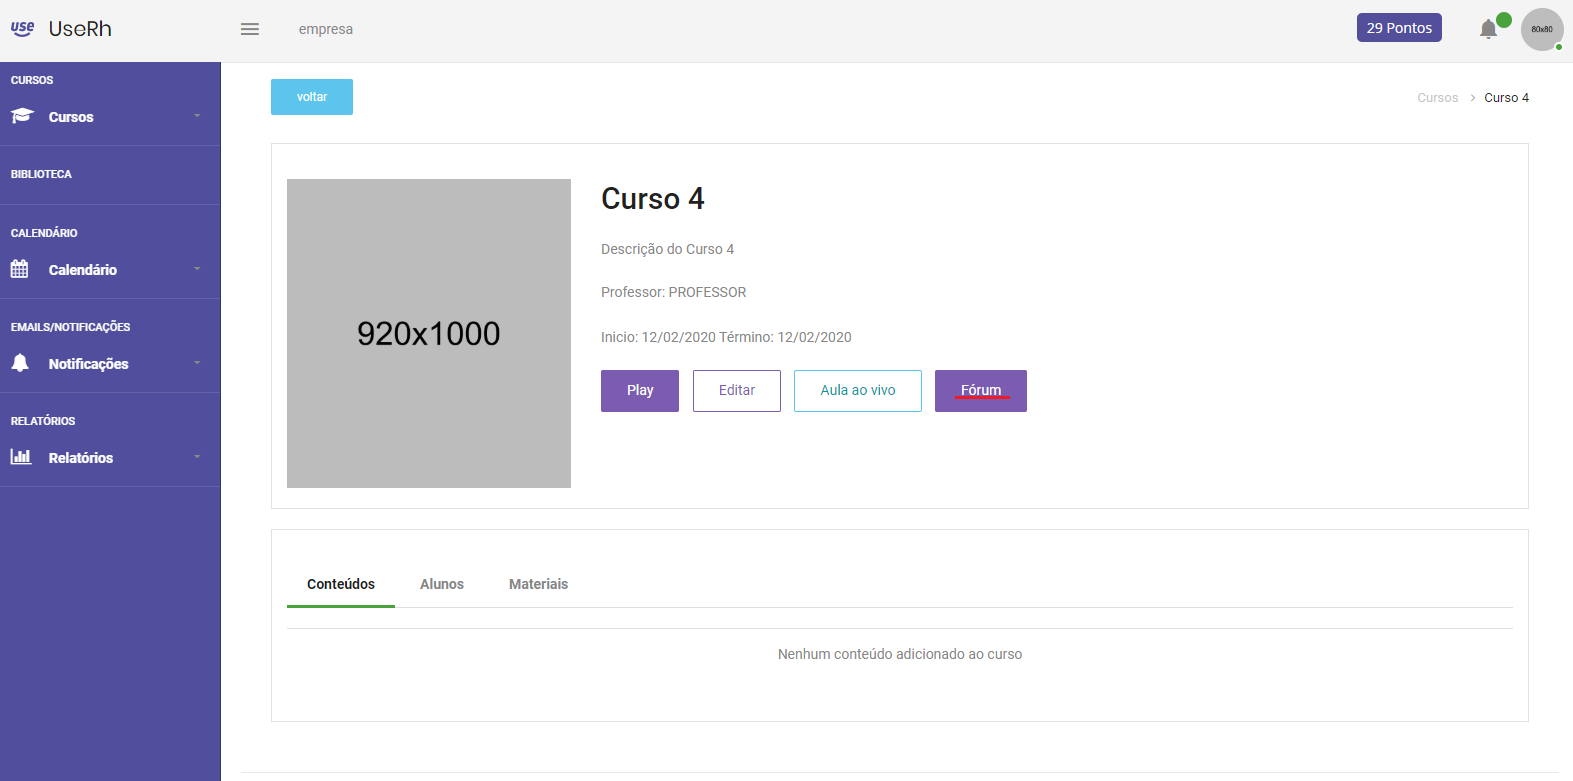 use UseRh
empresa
29 Pontos
80x80
CURSOS
Cursos
BIBLIOTECA
CALENDÁRIO
Calendário
EMAILS/NOTIFICAÇÕES
Notificações
RELATÓRIOS
Relatórios
voltar
Cursos > Curso 4
920x1000
Curso 4
Descrição do Curso 4
Professor: PROFESSOR
Inicio: 12/02/2020 Término: 12/02/2020
Play Editar Aula ao vivo Fórum
Conteúdos Alunos Materiais
Nenhum conteúdo adicionado ao curso